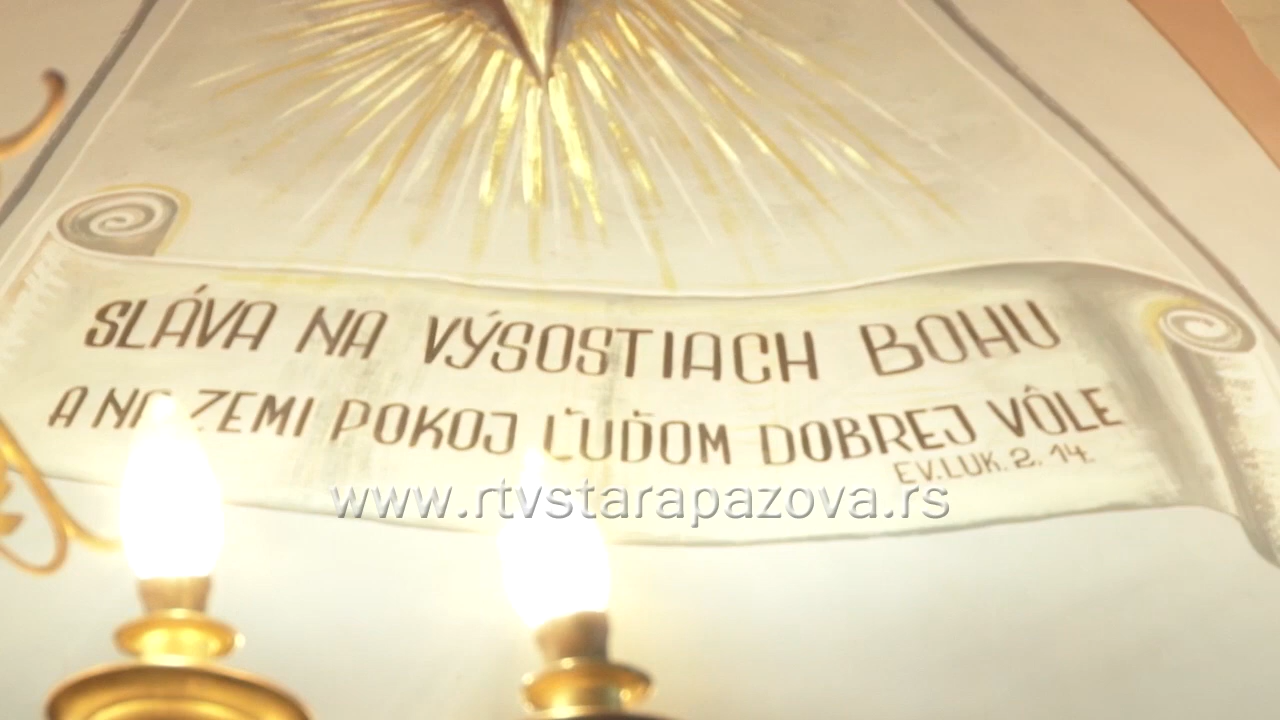 SLÁVA NA VÝSOSTIACH BOHU
A NA ZEMI POKOJ ĽUĎOM DOBREJ VÔLE
EV. LUK. 2. 14.
www.rtvstarapazova.rs